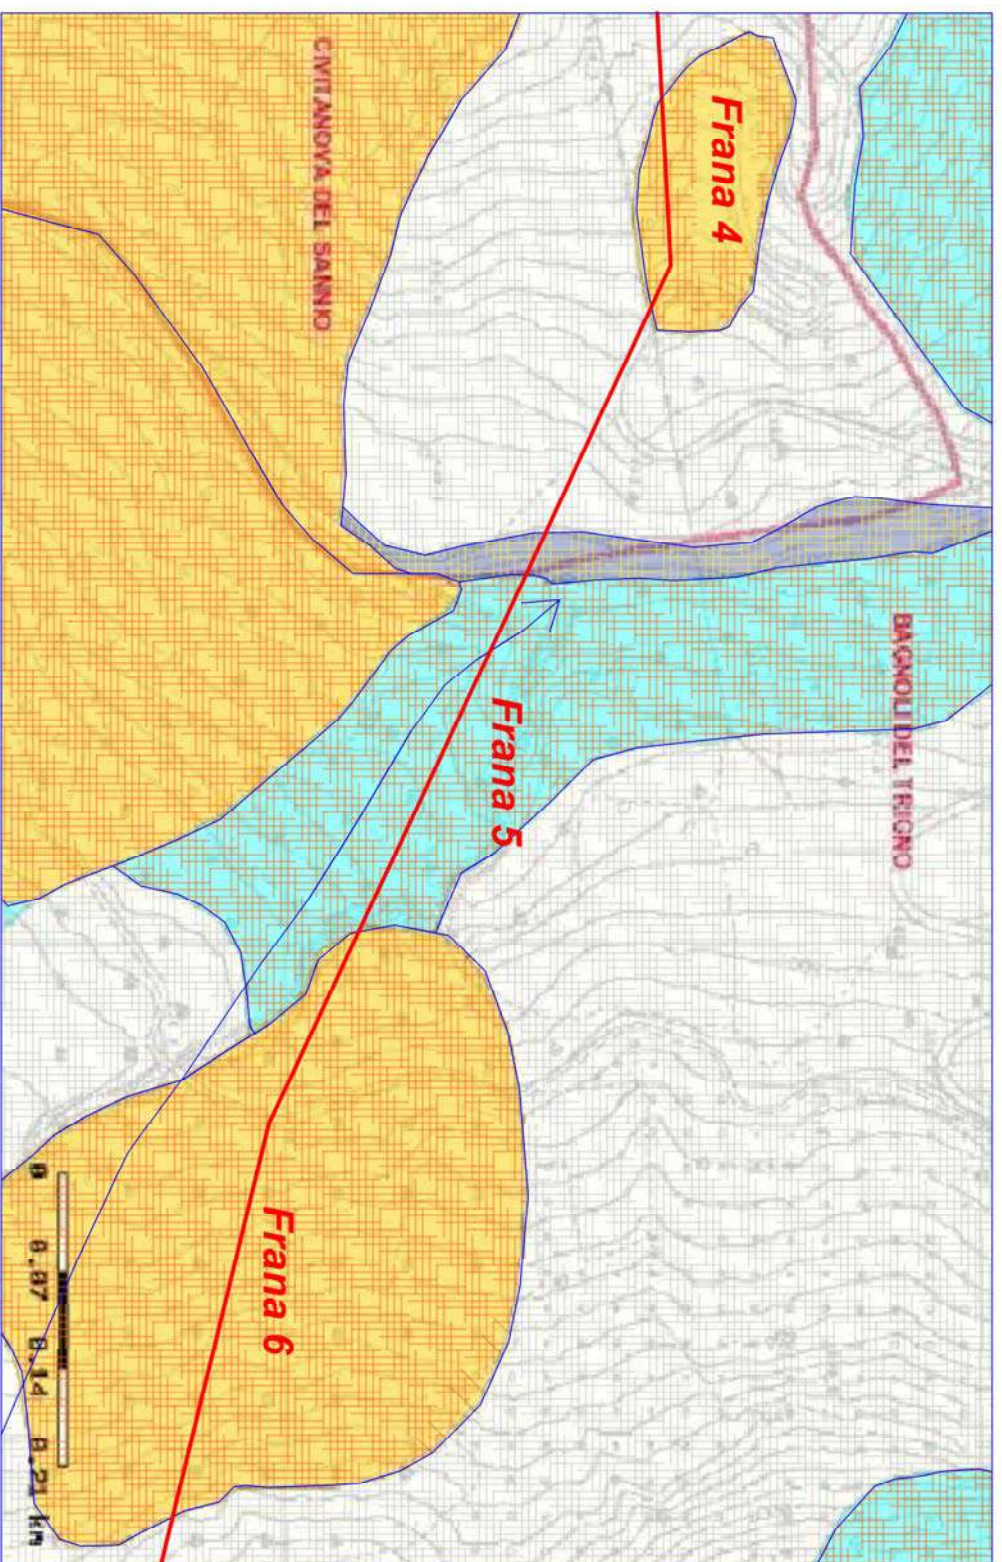 Frana 4
CIVITANOVA DEL SANNIO
BAGNOLI DEL TRIGNO
Frana 5
Frana 6
0 0.07 0.14 0.21 km